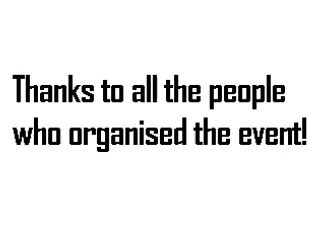 Thanks to all the people
who organised the event!